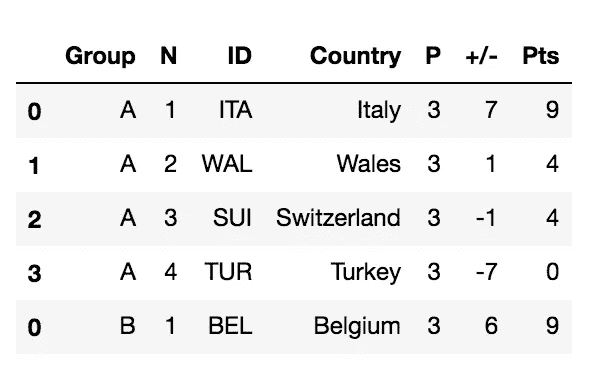 Group N ID Country P +/- Pts
0 A 1 ITA Italy 3 7 9
1 A 2 WAL Wales 3 1 4
2 A 3 SUI Switzerland 3 -1 4
3 A 4 TUR Turkey 3 -7 0
0 B 1 BEL Belgium 3 6 9